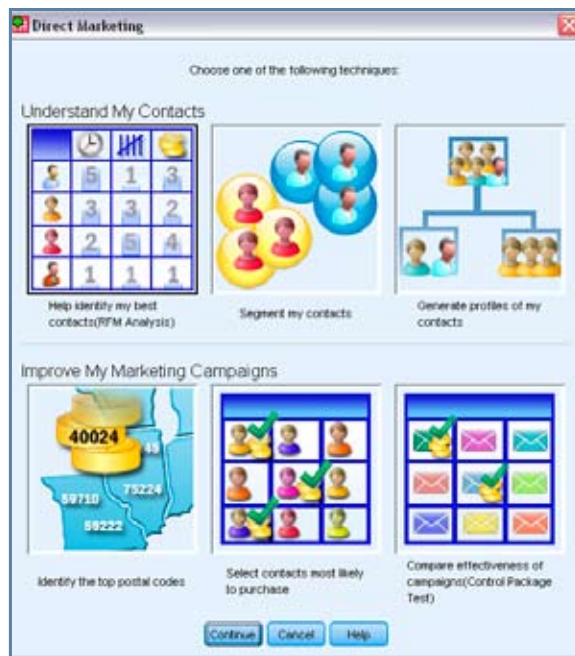 Direct Marketing
Choose one of the following techniques:
Understand My Contacts
5 1 3
3 3 2
2 5 4
1 1 1
Help identify my best
contacts(RFM Analysis)
Segment my contacts
Generate profiles of my
contacts
Improve My Marketing Campaigns
40024
45
75224
59710
59222
Identify the top postal codes
Select contacts most likely
to purchase
Compare effectiveness of
campaigns(Control Package
Test)
Continue Cancel Help